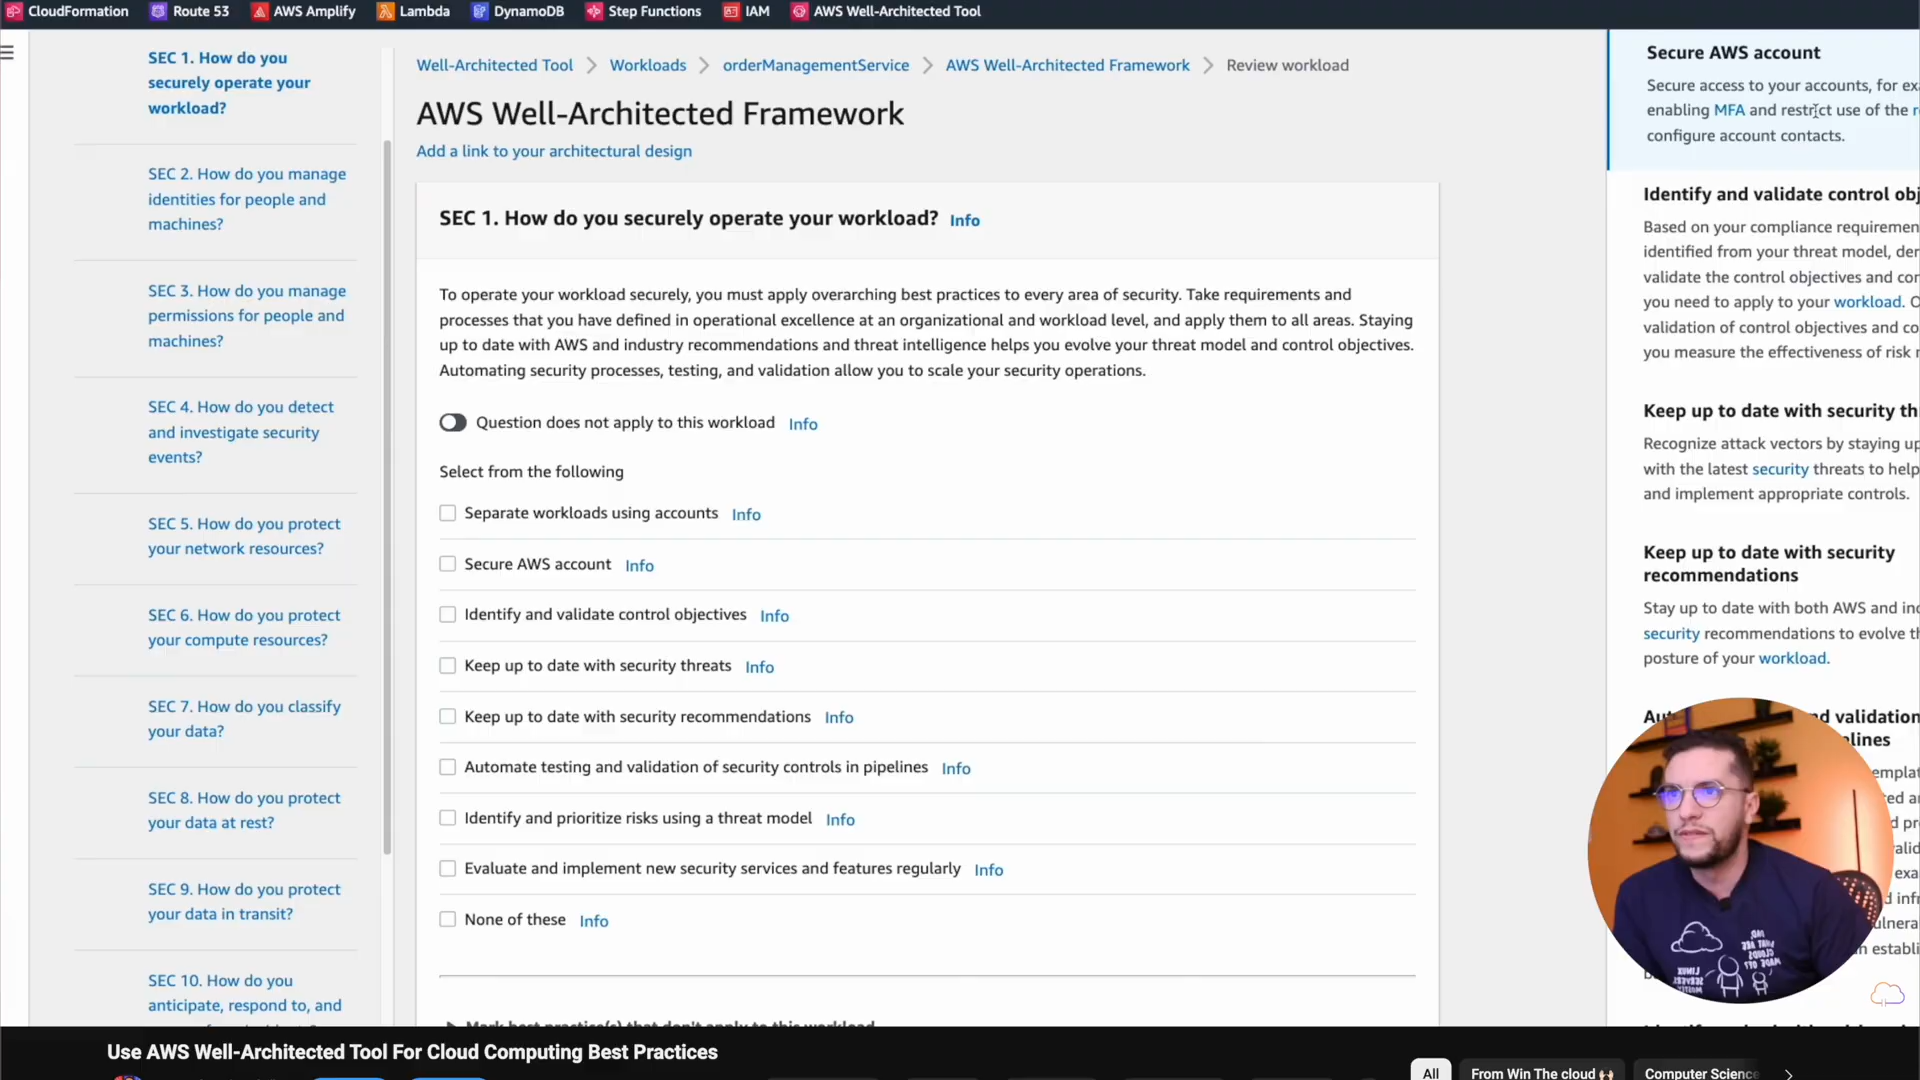 CloudFormation Route 53 AWS Amplify Lambda DynamoDB Step Functions IAM AWS Well-Architected Tool
SEC 1. How do you
securely operate your
workload?
SEC 2. How do you manage
identities for people and
machines?
SEC 3. How do you manage
permissions for people and
machines?
SEC 4. How do you detect
and investigate security
events?
SEC 5. How do you protect
your network resources?
SEC 6. How do you protect
your compute resources?
SEC 7. How do you classify
your data?
SEC 8. How do you protect
your data at rest?
SEC 9. How do you protect
your data in transit?
SEC 10. How do you
anticipate, respond to, and
Well-Architected Tool > Workloads > orderManagementService > AWS Well-Architected Framework > Review workload
AWS Well-Architected Framework
Add a link to your architectural design
SEC 1. How do you securely operate your workload? Info
To operate your workload securely, you must apply overarching best practices to every area of security. Take requirements and
processes that you have defined in operational excellence at an organizational and workload level, and apply them to all areas. Staying
up to date with AWS and industry recommendations and threat intelligence helps you evolve your threat model and control objectives.
Automating security processes, testing, and validation allow you to scale your security operations.
Question does not apply to this workload Info
Select from the following
Separate workloads using accounts Info
Secure AWS account Info
Identify and validate control objectives Info
Keep up to date with security threats Info
Keep up to date with security recommendations Info
Automate testing and validation of security controls in pipelines Info
Identify and prioritize risks using a threat model Info
Evaluate and implement new security services and features regularly Info
None of these Info
Mark best practice(s) that don't apply to this workload
Secure AWS account
Secure access to your accounts, for exa
enabling MFA and restrict use of the r
configure account contacts.
Identify and validate control obj
Based on your compliance requiremen
identified from your threat model, der
validate the control objectives and cor
you need to apply to your workload. O
validation of control objectives and co
you measure the effectiveness of risk
Keep up to date with security th
Recognize attack vectors by staying up
with the latest security threats to help
and implement appropriate controls.
Keep up to date with security
recommendations
Stay up to date with both AWS and inc
security recommendations to evolve th
posture of your workload.
Au d validation
lines
Use AWS Well-Architected Tool For Cloud Computing Best Practices
All From Win The cloud Computer Science